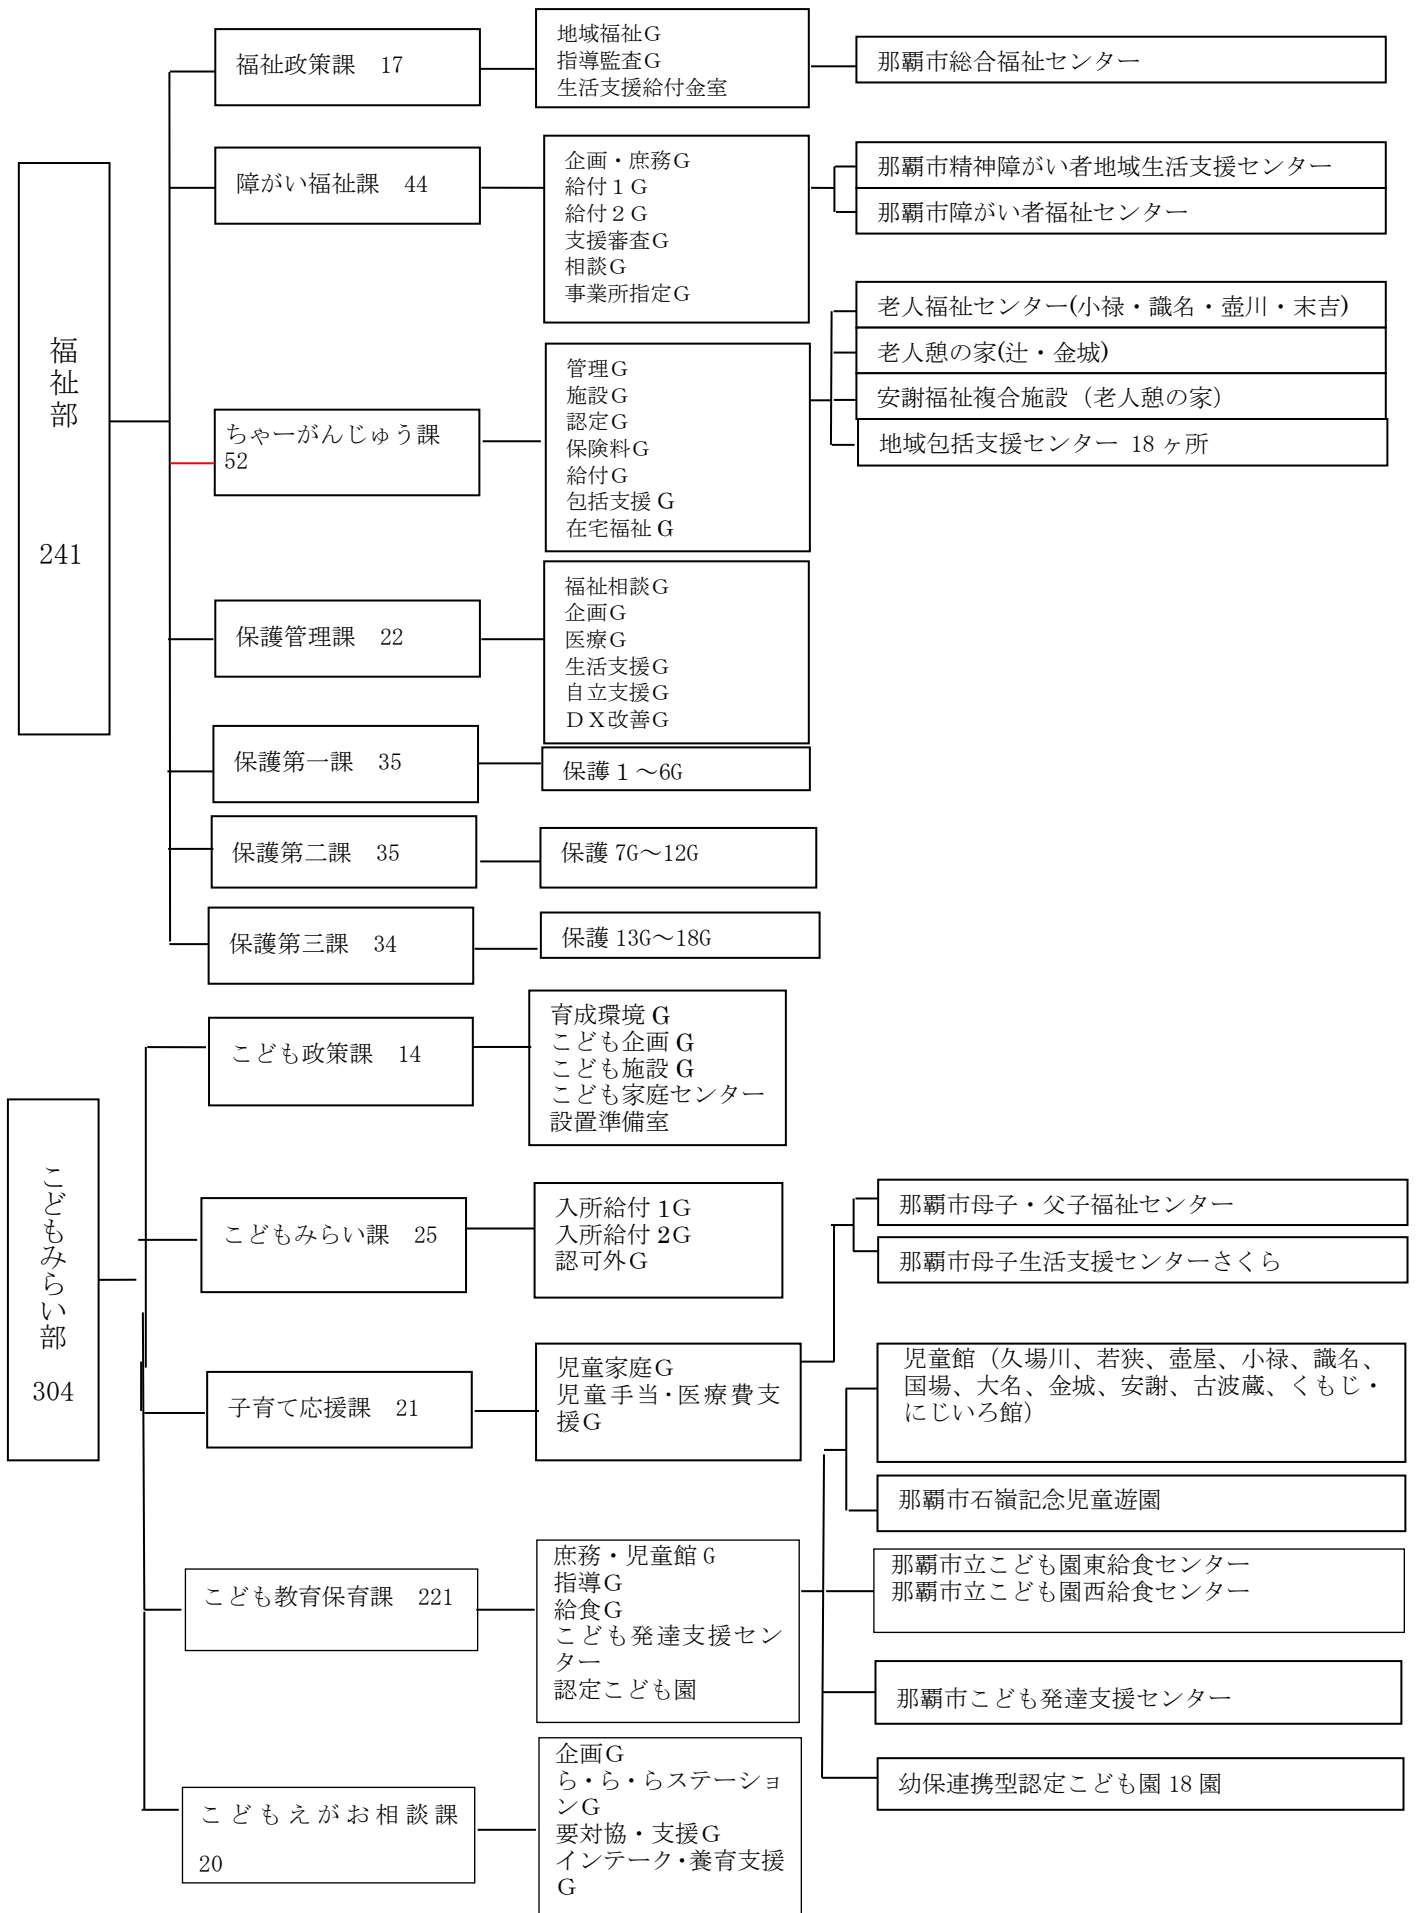 福祉部
241
福祉政策課 17
地域福祉G
指導監査G
生活支援給付金室
那覇市総合福祉センター
障がい福祉課 44
企画・庶務G
給付１G
給付２G
支援審査G
相談G
事業所指定G
那覇市精神障がい者地域生活支援センター
那覇市障がい者福祉センター
ちゃーがんじゅう課
52
管理G
施設G
認定G
保険料G
給付G
包括支援G
在宅福祉G
老人福祉センター(小禄・識名・壺川・末吉)
老人憩の家(辻・金城)
安謝福祉複合施設（老人憩の家）
地域包括支援センター 18ヶ所
保護管理課 22
福祉相談G
企画G
医療G
生活支援G
自立支援G
ＤＸ改善G
保護第一課 35
保護１～6G
保護第二課 35
保護7G～12G
保護第三課 34
保護13G～18G
こどもみらい部
304
こども政策課 14
育成環境G
こども企画G
こども施設G
こども家庭センター
設置準備室
こどもみらい課 25
入所給付1G
入所給付2G
認可外G
子育て応援課 21
児童家庭G
児童手当・医療費支
援G
那覇市母子・父子福祉センター
那覇市母子生活支援センターさくら
こども教育保育課 221
庶務・児童館G
指導G
給食G
こども発達支援セン
ター
認定こども園
児童館（久場川、若狭、壺屋、小禄、識名、
国場、大名、金城、安謝、古波蔵、くもじ・
にじいろ館）
那覇市石嶺記念児童遊園
那覇市立こども園東給食センター
那覇市立こども園西給食センター
那覇市こども発達支援センター
幼保連携型認定こども園18園
こどもえがお相談課
20
企画G
ら・ら・らステーショ
ンG
要対協・支援G
インテーク・養育支援
G